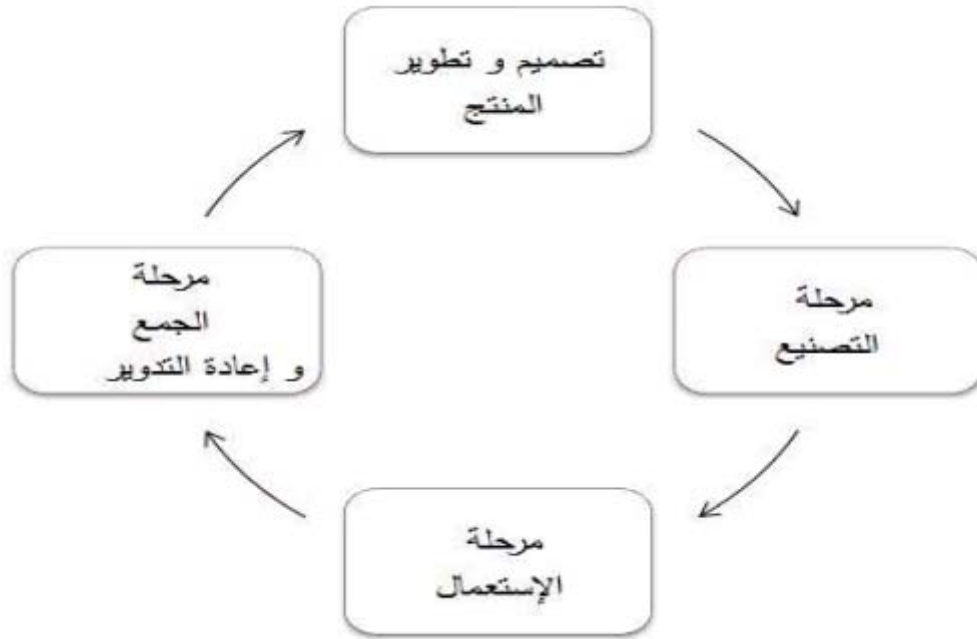 تصميم و تطوير
المنتج
مرحلة
التصنيع
مرحلة
الإستعمال
مرحلة
الجمع
و إعادة التدوير